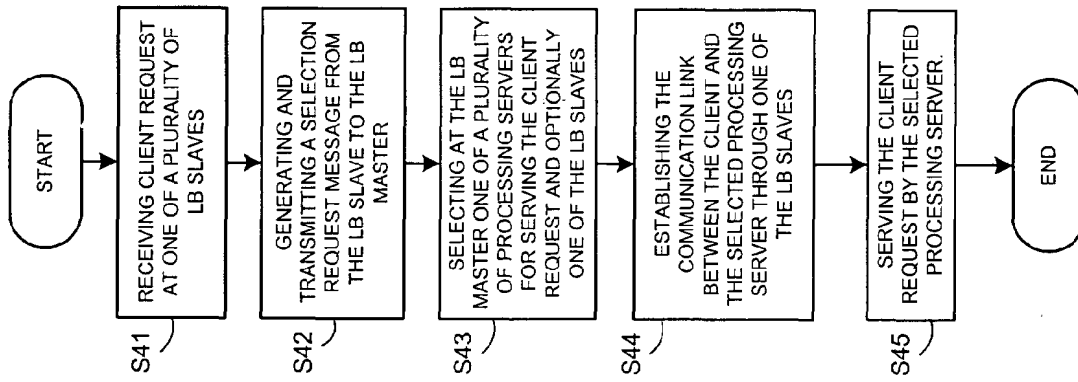 START
S41
RECEIVING CLIENT REQUEST
AT ONE OF A PLURALITY OF
LB SLAVES
S42
GENERATING AND
TRANSMITTING A SELECTION
REQUEST MESSAGE FROM
THE LB SLAVE TO THE LB
MASTER
S43
SELECTING AT THE LB
MASTER ONE OF A PLURALITY
OF PROCESSING SERVERS
FOR SERVING THE CLIENT
REQUEST AND OPTIONALLY
ONE OF THE LB SLAVES
S44
ESTABLISHING THE
COMMUNICATION LINK
BETWEEN THE CLIENT AND
THE SELECTED PROCESSING
SERVER THROUGH ONE OF
THE LB SLAVES
S45
SERVING THE CLIENT
REQUEST BY THE SELECTED
PROCESSING SERVER.
END